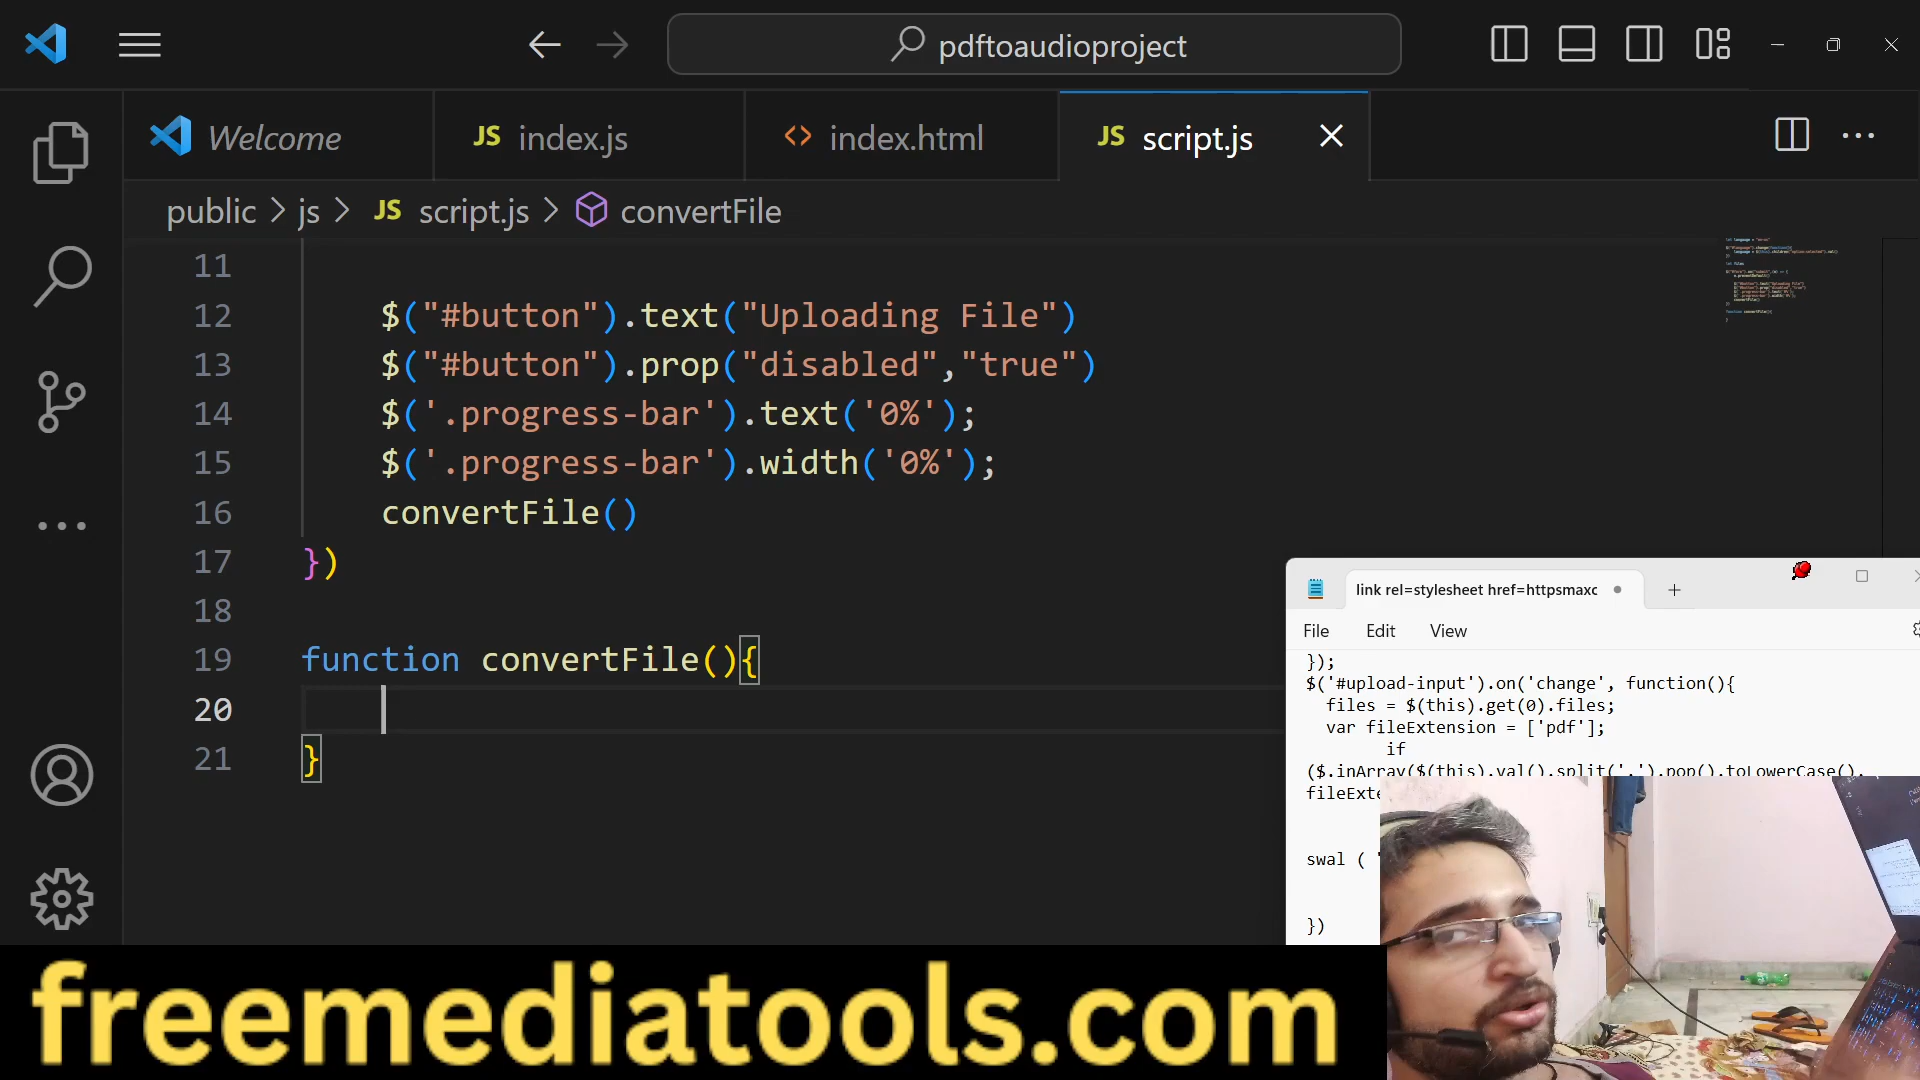 pdftoaudioproject
Welcome
JS index.js
<> index.html
JS script.js
public > js > JS script.js > convertFile
11
12 $("#button").text("Uploading File")
13 $("#button").prop("disabled","true")
14 $('.progress-bar').text('0%');
15 $('.progress-bar').width('0%');
16 convertFile()
17 })
18
19 function convertFile(){
20
21 }
link rel=stylesheet href=httpsmaxc
File Edit View
});
$('#upload-input').on('change', function(){
files = $(this).get(0).files;
var fileExtension = ['pdf'];
if
($.inArray($(this).val().split('.').pop().toLowerCase(),
fileExte
swal ( '
})
freemediatools.com